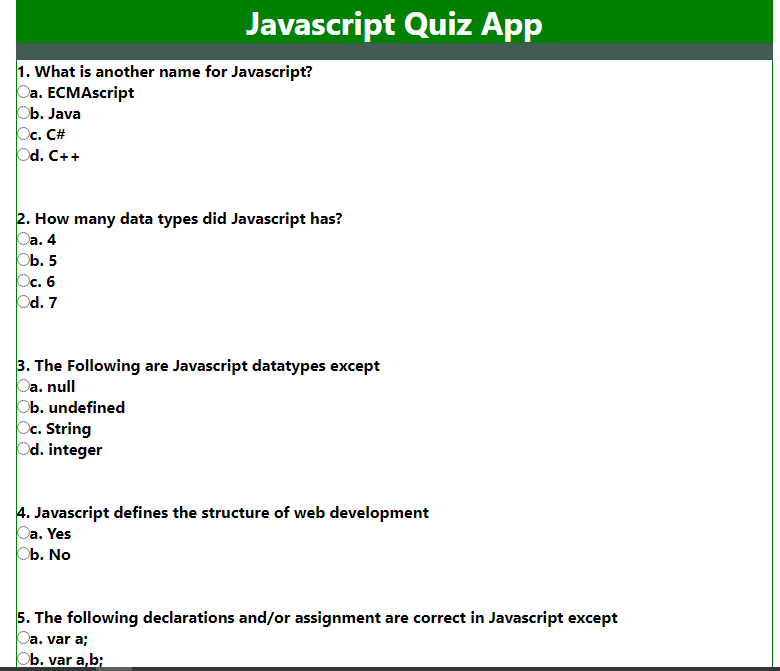 Javascript Quiz App
1. What is another name for Javascript?
a. ECMAscript
b. Java
c. C#
d. C++
2. How many data types did Javascript has?
a. 4
b. 5
c. 6
d. 7
3. The Following are Javascript datatypes except
a. null
b. undefined
c. String
d. integer
4. Javascript defines the structure of web development
a. Yes
b. No
5. The following declarations and/or assignment are correct in Javascript except
a. var a;
b. var a,b;